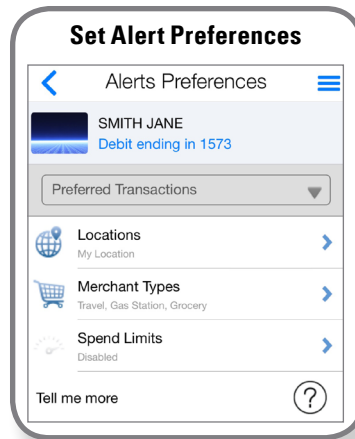 Set Alert Preferences
Alerts Preferences
SMITH JANE
Debit ending in 1573
Preferred Transactions
Locations
My Location
Merchant Types
Travel, Gas Station, Grocery
Spend Limits
Disabled
Tell me more
?